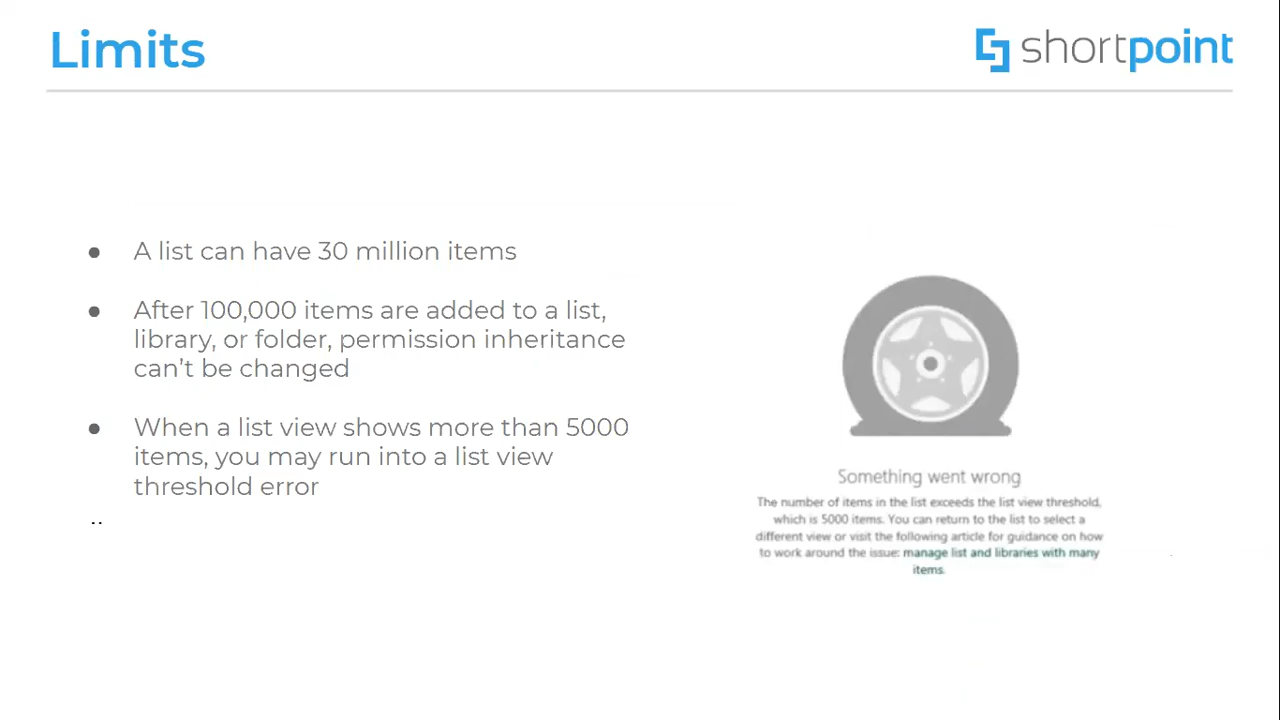 Limits
shortpoint
● A list can have 30 million items
● After 100,000 items are added to a list,
library, or folder, permission inheritance
can’t be changed
● When a list view shows more than 5000
items, you may run into a list view
threshold error
..
Something went wrong
The number of items in the list exceeds the list view threshold,
which is 5000 items. You can return to the list to select a
different view or visit the following article for guidance on how
to work around the issue: manage list and libraries with many
items.